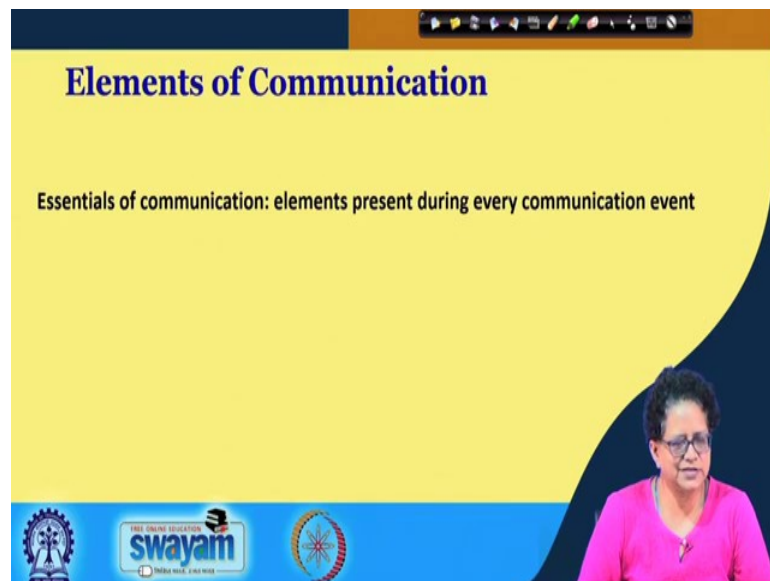 Elements of Communication
Essentials of communication: elements present during every communication event
FREE ONLINE EDUCATION
swayam